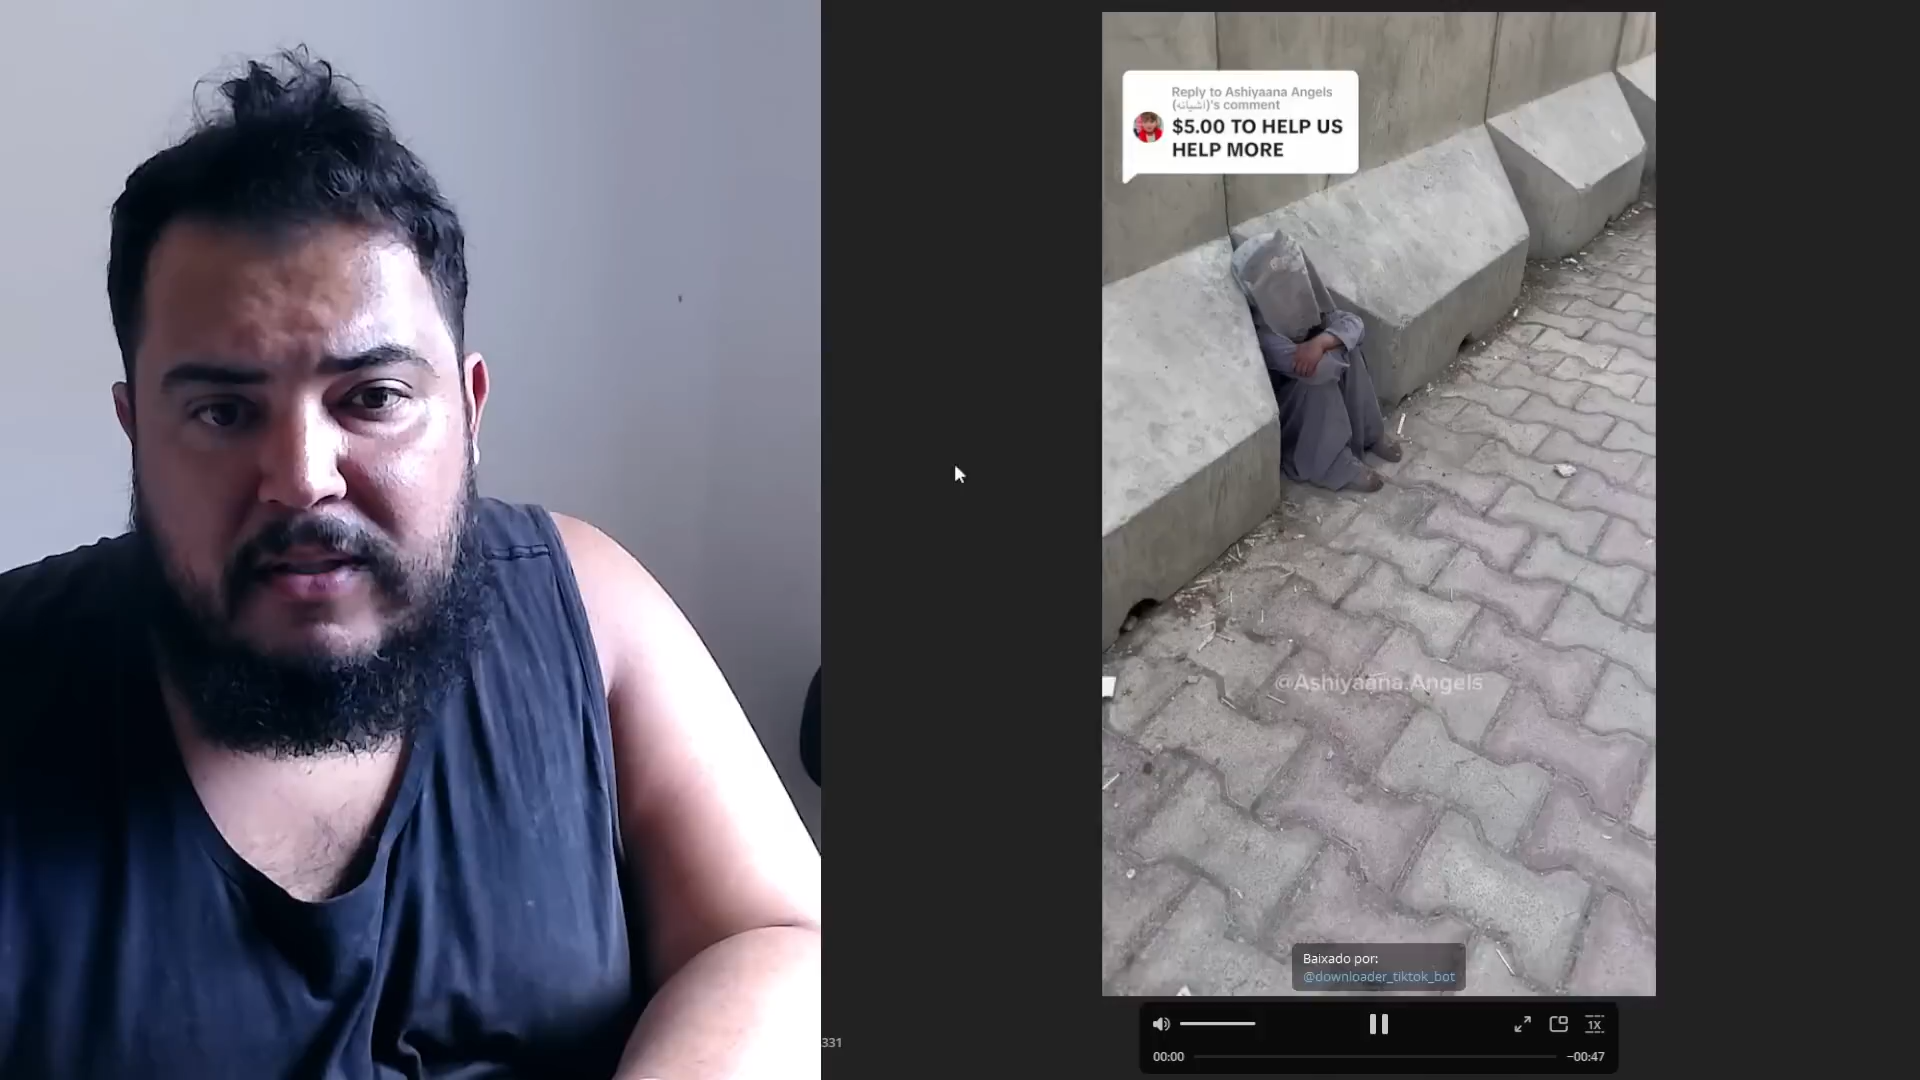 Reply to Ashiyaana Angels
(آشیانه)'s comment
$5.00 TO HELP US
HELP MORE
@Ashiyaana.Angels
Baixado por:
@downloader_tiktok_bot
331
1X
00:00
−00:47